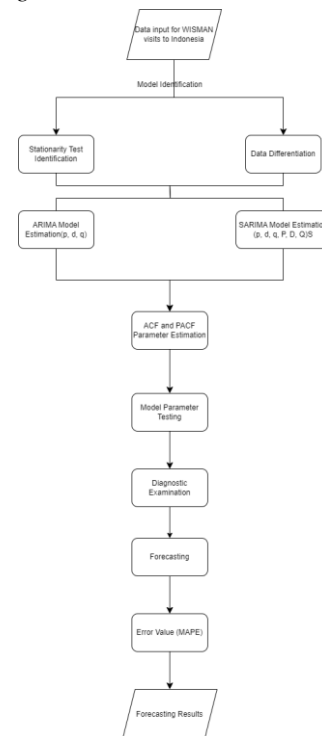 Data input for WISMAN
visits to Indonesia
Model Identification
Stationarity Test
Identification
Data Differentiation
ARIMA Model
Estimation(p, d, q)
SARIMA Model Estimatio
(p, d, q, P, D, Q)S
ACF and PACF
Parameter Estimation
Model Parameter
Testing
Diagnostic
Examination
Forecasting
Error Value (MAPE)
Forecasting Results